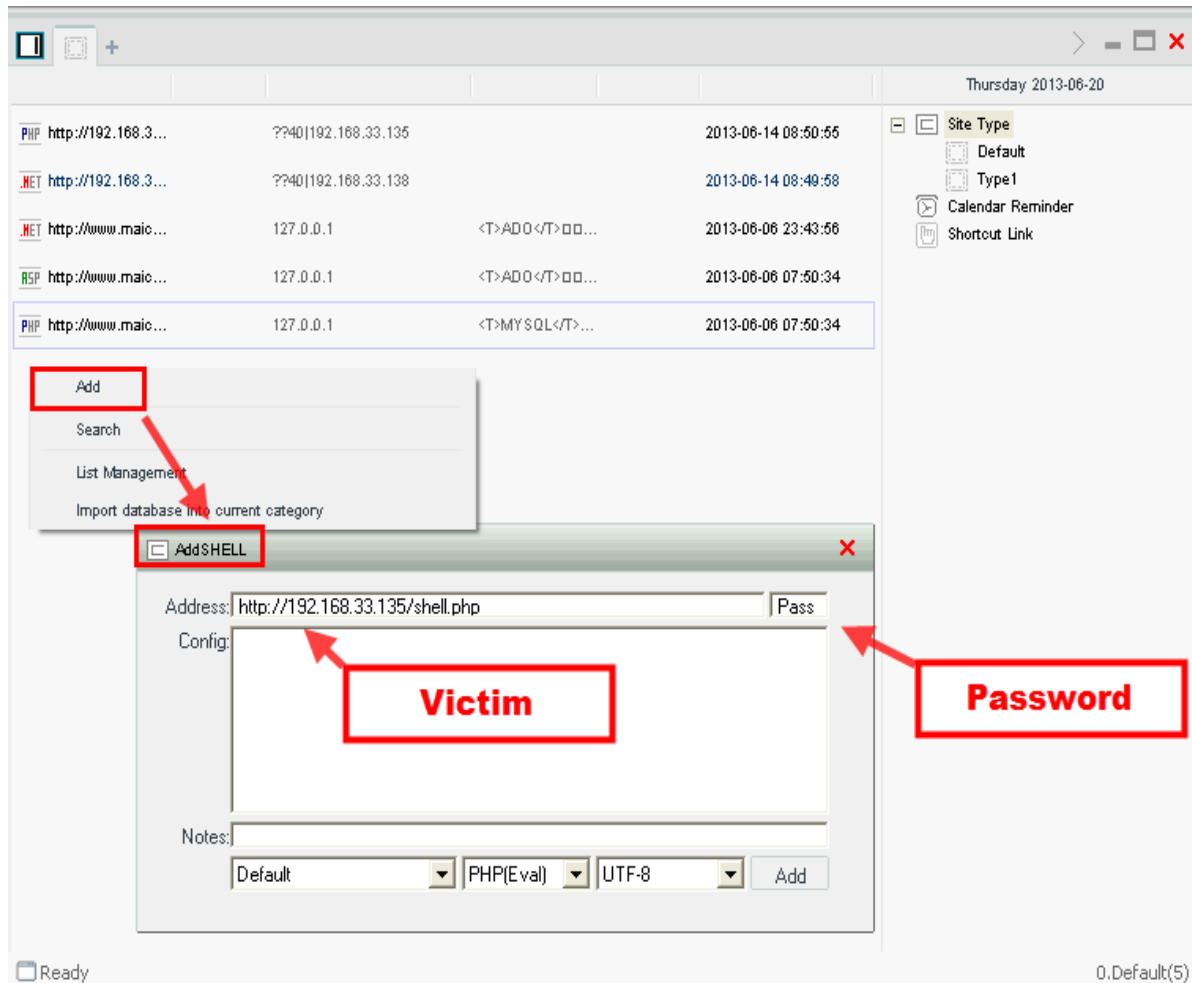 +
Thursday 2013-06-20
PHP http://192.168.3... ??40|192.168.33.135 2013-06-14 08:50:55
.NET http://192.168.3... ??40|192.168.33.138 2013-06-14 08:49:58
.NET http://www.maic... 127.0.0.1 <T>ADO</T>□□... 2013-06-06 23:43:56
ASP http://www.maic... 127.0.0.1 <T>ADO</T>□□... 2013-06-06 07:50:34
PHP http://www.maic... 127.0.0.1 <T>MYSQL</T>... 2013-06-06 07:50:34
Site Type
Default
Type1
Calendar Reminder
Shortcut Link
Add
Search
List Management
Import database into current category
AddSHELL
Address: http://192.168.33.135/shell.php Pass
Config:
Victim
Password
Notes:
Default PHP(Eval) UTF-8 Add
Ready 0.Default(5)